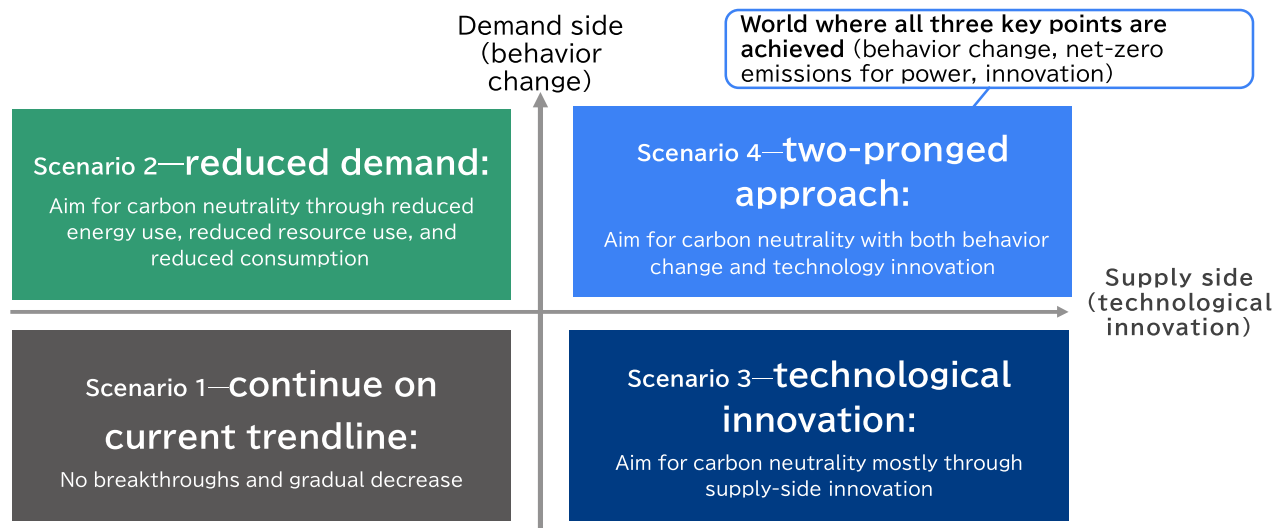 Demand side
(behavior
change)
World where all three key points are
achieved (behavior change, net-zero
emissions for power, innovation)
Scenario 2—reduced demand:
Aim for carbon neutrality through reduced
energy use, reduced resource use, and
reduced consumption
Scenario 4—two-pronged
approach:
Aim for carbon neutrality with both behavior
change and technology innovation
Supply side
(technological
innovation)
Scenario 1—continue on
current trendline:
No breakthroughs and gradual decrease
Scenario 3—technological
innovation:
Aim for carbon neutrality mostly through
supply-side innovation